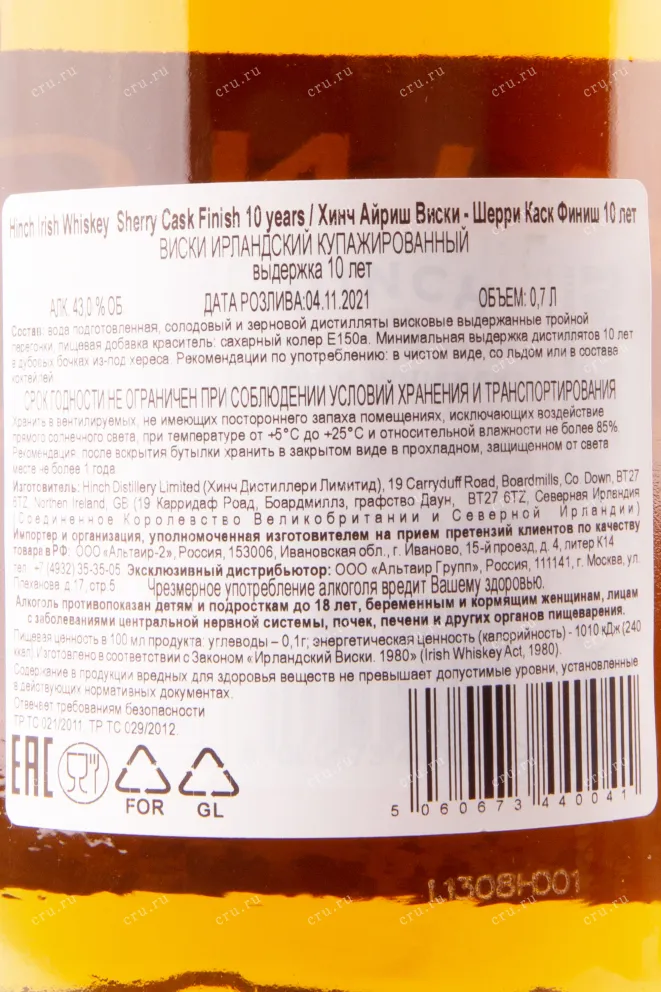 Hinch Irish Whiskey Sherry Cask Finish 10 years / Хинч Айриш Виски - Шерри Каск Финиш 10 лет
ВИСКИ ИРЛАНДСКИЙ КУПАЖИРОВАННЫЙ
выдержка 10 лет
АЛК. 43,0 % ОБ ДАТА РОЗЛИВА:04.11.2021 ОБЪЕМ: 0,7 Л
Состав: вода подготовленная, солодовый и зерновой дистилляты висковые выдержанные тройной
перегонки, пищевая добавка краситель: сахарный колер Е150а. Минимальная выдержка дистиллятов 10 лет
в дубовых бочках из-под хереса. Рекомендации по употреблению: в чистом виде, со льдом или в состава
коктейлей.
СРОК ГОДНОСТИ НЕ ОГРАНИЧЕН ПРИ СОБЛЮДЕНИИ УСЛОВИЙ ХРАНЕНИЯ И ТРАНСПОРТИРОВАНИЯ
Хранить в вентилируемых, не имеющих постороннего запаха помещениях, исключающих воздействие
прямого солнечного света, при температуре от +5°С до +25°С и относительной влажности не более 85%.
Рекомендация: после вскрытия бутылки хранить в закрытом виде в прохладном, защищенном от света
месте не более 1 года.
Изготовитель: Hinch Distillery Limited (Хинч Дистиллери Лимитид), 19 Carryduff Road, Boardmills, Co. Down, BT27
6TZ, Northen Ireland, GB (19 Карридаф Роад, Боардмиллз, графство Даун, BT27 6TZ, Северная Ирландия
(Соединенное Королевство Великобритании и Северной Ирландии)
Импортер и организация, уполномоченная изготовителем на прием претензий клиентов по качеству
товара в РФ: ООО «Альтаир-2», Россия, 153006, Ивановская обл., г. Иваново, 15-й проезд, д. 4, литер К14
тел.: +7 (4932) 35-35-05 Эксклюзивный дистрибьютор: ООО «Альтаир Групп», Россия, 111141, г. Москва, ул.
Плеханова, д.17, стр.5 Чрезмерное употребление алкоголя вредит Вашему здоровью.
Алкоголь противопоказан детям и подросткам до 18 лет, беременным и кормящим женщинам, лицам
с заболеваниями центральной нервной системы, почек, печени и других органов пищеварения.
Пищевая ценность в 100 мл продукта: углеводы – 0,1г; энергетическая ценность (калорийность) - 1010 кДж (240
ккал). Изготовлено в соответствии с Законом «Ирландский Виски. 1980» (Irish Whiskey Act, 1980).
Содержание в продукции вредных для здоровья веществ не превышает допустимые уровни, установленные
в действующих нормативных документах.
Отвечает требованиям безопасности
ТР ТС 021/2011, ТР ТС 029/2012.
EAC
FOR GL
5 060673 440041
L1308H001
cru.ru